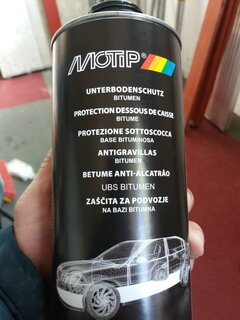 MOTIP
UNTERBODENSCHUTZ
BITUMEN
PROTECTION DESSOUS DE CAISSE
BITUME
PROTEZIONE SOTTOSCOCCA
BASE BITUMINOSA
ANTIGRAVILLAS
BITUMEN
BETUME ANTI-ALCATRÃO
UBS BITUMEN
ZAŠČITA ZA PODVOZJE
NA BAZI BITUMNA